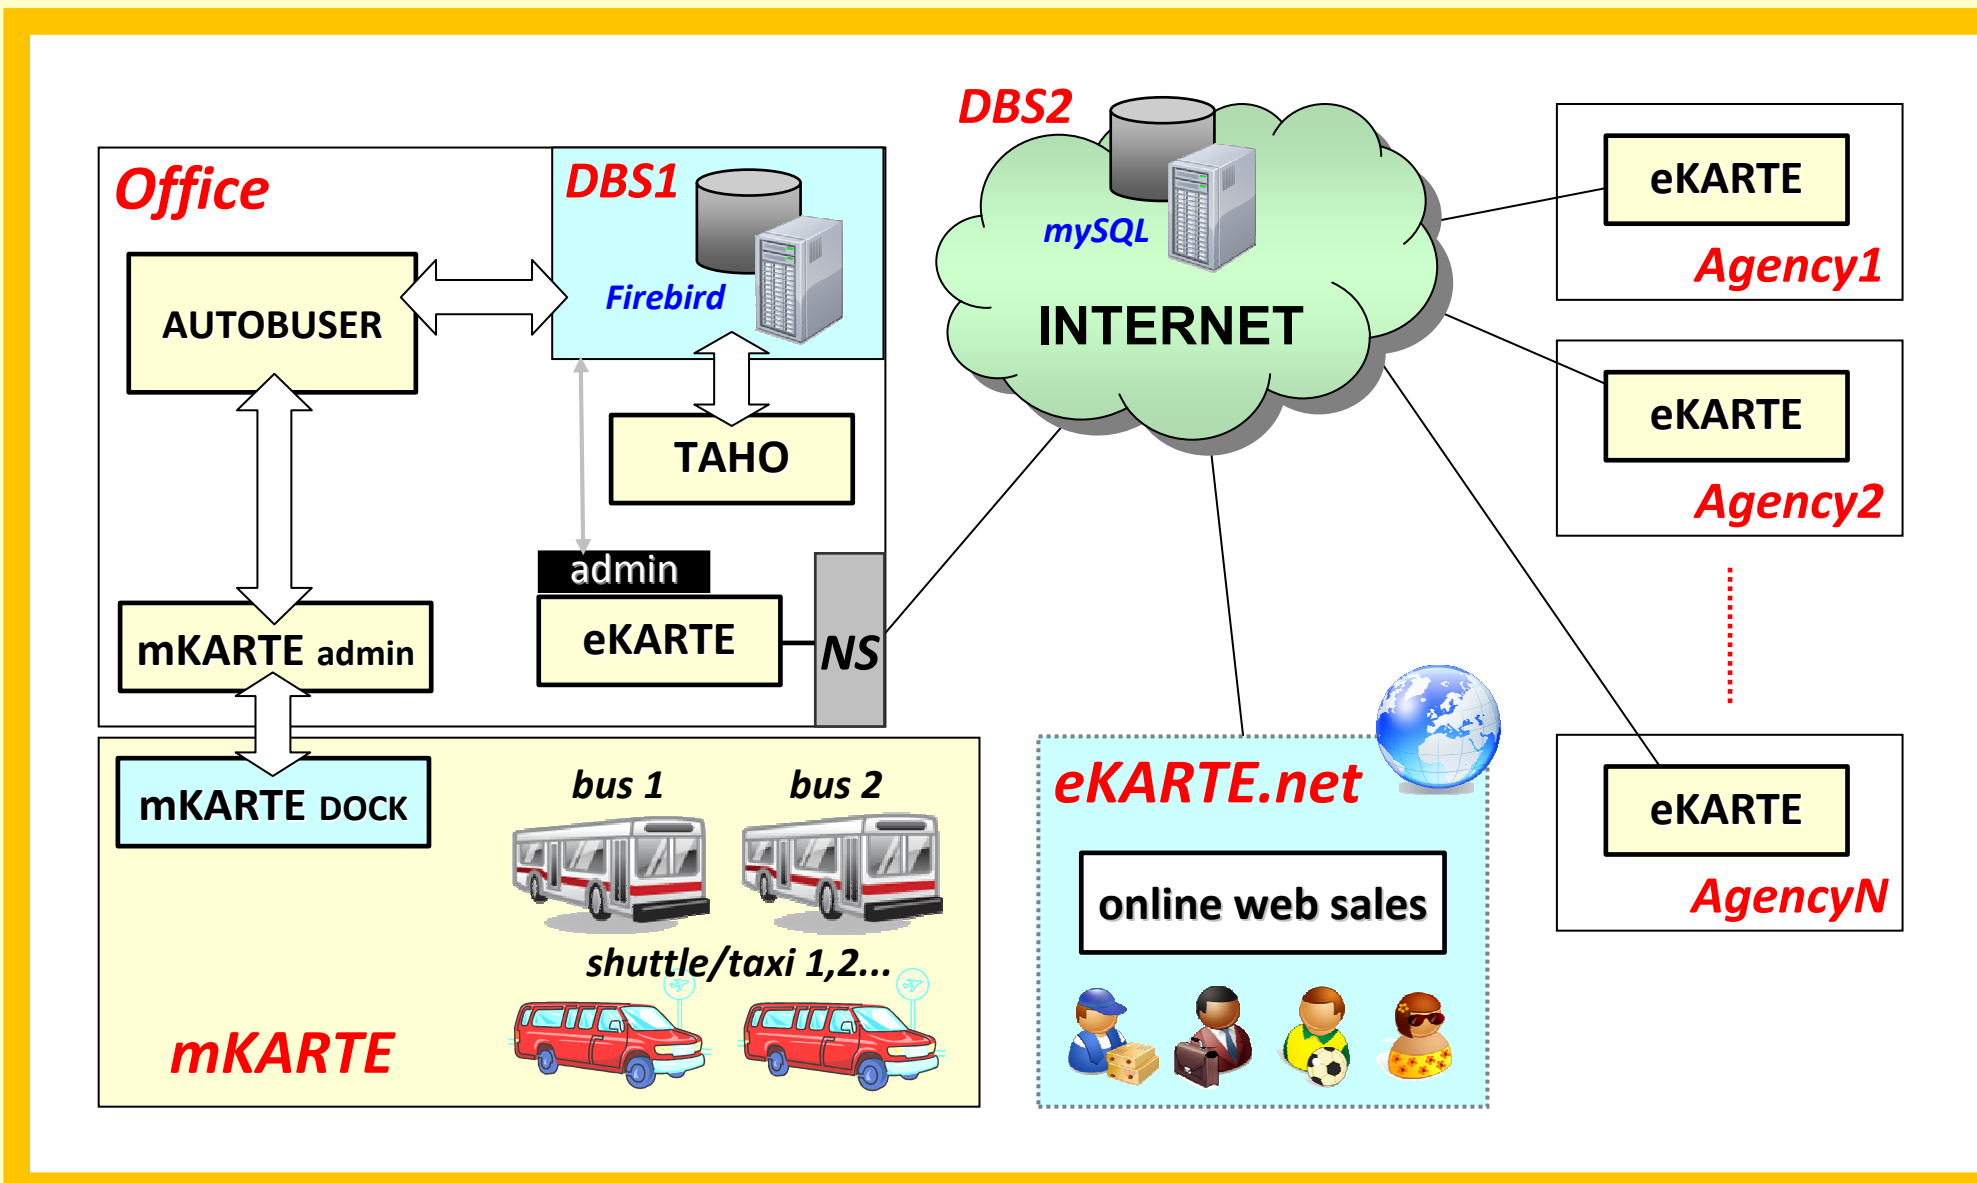 Office
DBS1
Firebird
AUTOBUSER
TAHO
admin
eKARTE
NS
mKARTE admin
mKARTE DOCK
bus 1
bus 2
shuttle/taxi 1,2...
mKARTE
DBS2
mySQL
INTERNET
eKARTE.net
online web sales
eKARTE
Agency1
eKARTE
Agency2
eKARTE
AgencyN